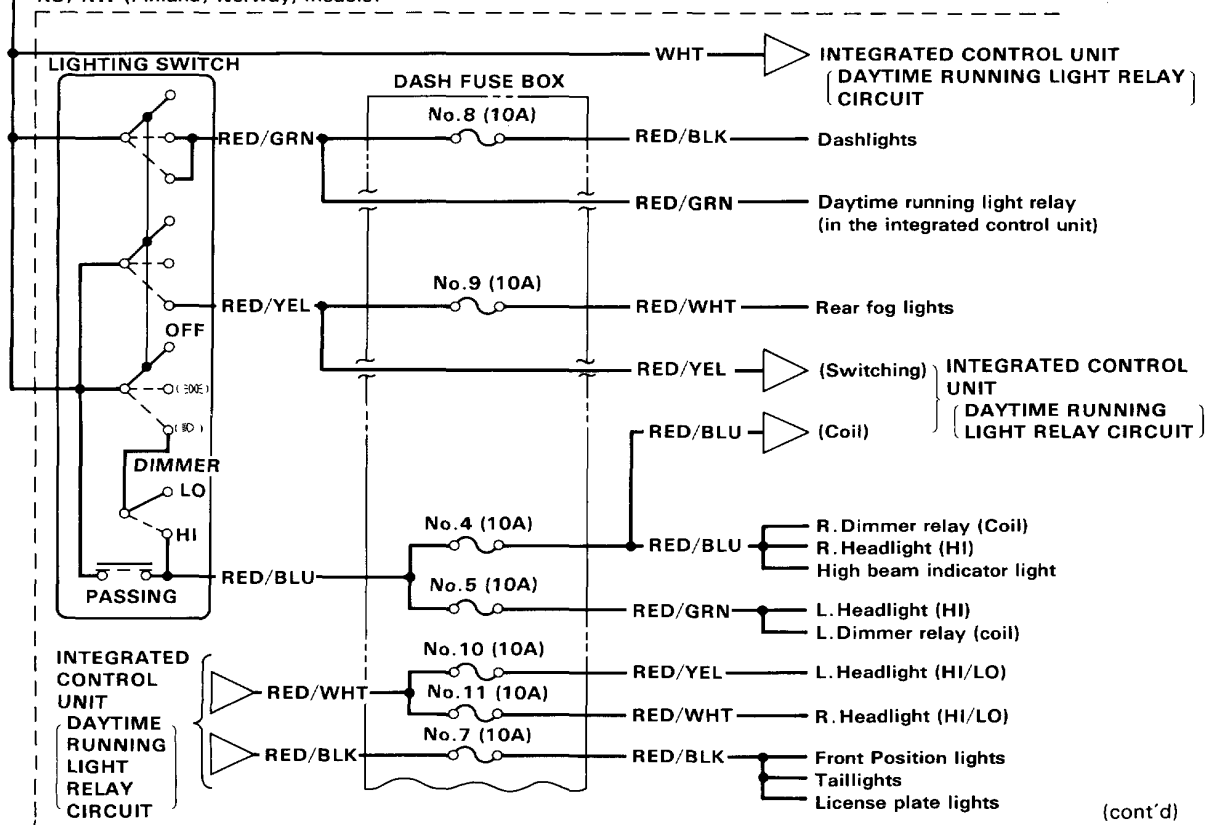 WHT
INTEGRATED CONTROL UNIT
DAYTIME RUNNING LIGHT RELAY
CIRCUIT
LIGHTING SWITCH
DASH FUSE BOX
No.8 (10A)
RED/GRN
RED/BLK
Dashlights
RED/GRN
Daytime running light relay
(in the integrated control unit)
No.9 (10A)
RED/YEL
RED/WHT
Rear fog lights
OFF
RED/YEL
(Switching)
INTEGRATED CONTROL
UNIT
DAYTIME RUNNING
LIGHT RELAY CIRCUIT
RED/BLU
(Coil)
DIMMER
LO
HI
No.4 (10A)
RED/BLU
R.Dimmer relay (Coil)
R.Headlight (HI)
High beam indicator light
PASSING
RED/BLU
No.5 (10A)
RED/GRN
L.Headlight (HI)
L.Dimmer relay (coil)
INTEGRATED
CONTROL
UNIT
DAYTIME
RUNNING
LIGHT
RELAY
CIRCUIT
No.10 (10A)
RED/YEL
L.Headlight (HI/LO)
RED/WHT
No.11 (10A)
RED/WHT
R.Headlight (HI/LO)
No.7 (10A)
RED/BLK
RED/BLK
Front Position lights
Taillights
License plate lights
(cont'd)